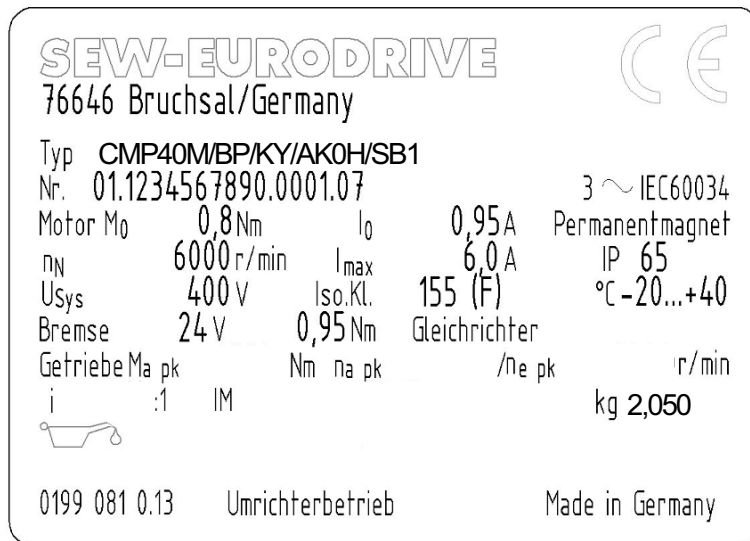 SEW-EURODRIVE CE
76646 Bruchsal/Germany
Typ CMP40M/BP/KY/AK0H/SB1
Nr. 01.1234567890.0001.07 3 ~ IEC60034
Motor M0 0,8 Nm I0 0,95 A Permanentmagnet
nN 6000 r/min Imax 6,0 A IP 65
USys 400 V Iso.Kl. 155 (F) °C -20...+40
Bremse 24 V 0,95 Nm Gleichrichter
Getriebe Ma pk Nm na pk /ne pk r/min
i :1 IM kg 2,050
0199 081 0.13 Umrichterbetrieb Made in Germany